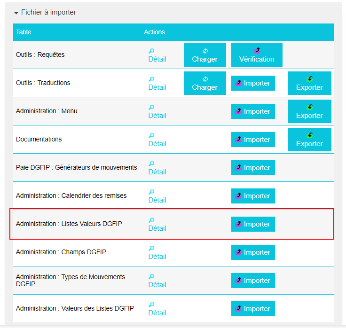 Fichier à importer
Table Actions
Outils : Requêtes Détail Charger Vérification
Outils : Traductions Détail Charger Importer Exporter
Administration : Menu Détail Importer Exporter
Documentations Détail Importer Exporter
Paie DGFIP : Générateurs de mouvements Détail Importer
Administration : Calendrier des remises Détail Importer
Administration : Listes Valeurs DGFIP Détail Importer
Administration : Champs DGFIP Détail Importer
Administration : Types de Mouvements
DGFIP Détail Importer
Administration : Valeurs des Listes DGFIP Détail Importer